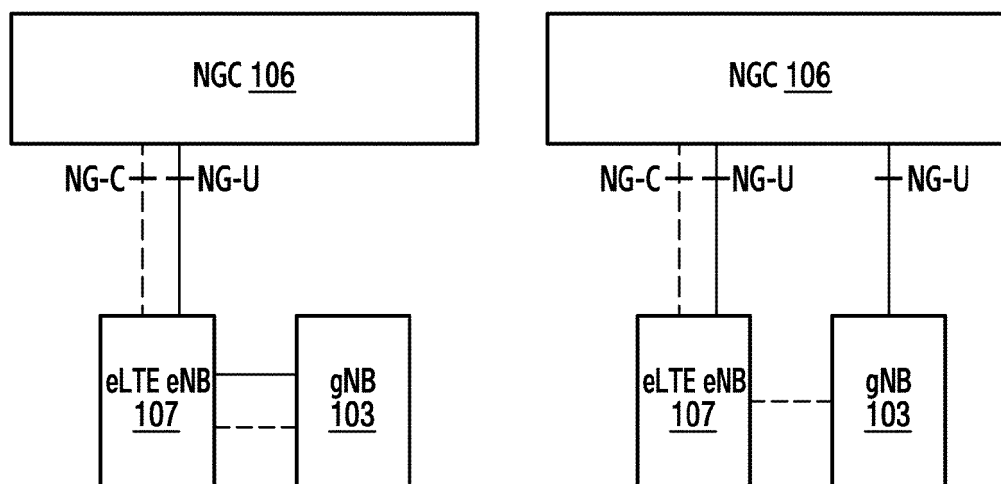 NGC 106
NGC 106
NG-C
NG-U
NG-C
NG-U
NG-U
eLTE eNB
107
gNB
103
eLTE eNB
107
gNB
103